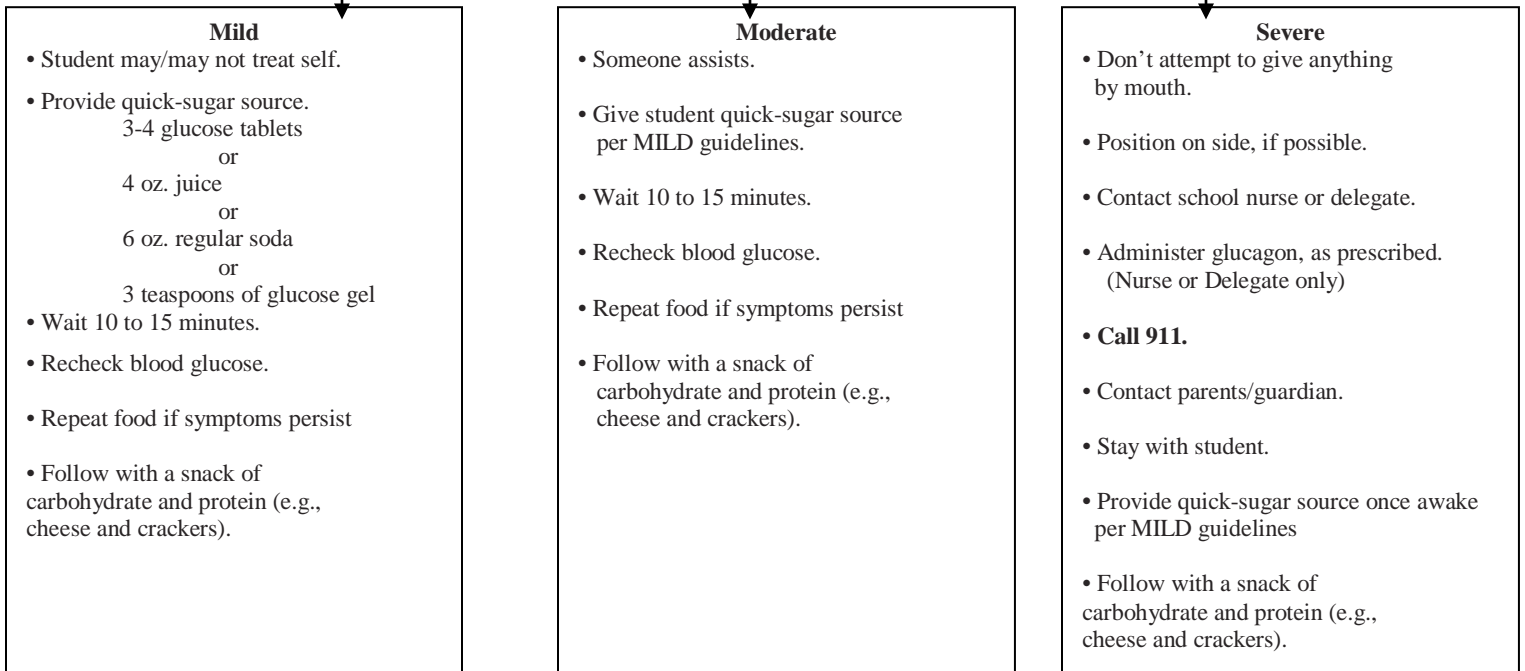 Mild
• Student may/may not treat self.
• Provide quick-sugar source.
3-4 glucose tablets
or
4 oz. juice
or
6 oz. regular soda
or
3 teaspoons of glucose gel
• Wait 10 to 15 minutes.
• Recheck blood glucose.
• Repeat food if symptoms persist
• Follow with a snack of
carbohydrate and protein (e.g.,
cheese and crackers).
Moderate
• Someone assists.
• Give student quick-sugar source
per MILD guidelines.
• Wait 10 to 15 minutes.
• Recheck blood glucose.
• Repeat food if symptoms persist
• Follow with a snack of
carbohydrate and protein (e.g.,
cheese and crackers).
Severe
• Don’t attempt to give anything
by mouth.
• Position on side, if possible.
• Contact school nurse or delegate.
• Administer glucagon, as prescribed.
(Nurse or Delegate only)
• Call 911.
• Contact parents/guardian.
• Stay with student.
• Provide quick-sugar source once awake
per MILD guidelines
• Follow with a snack of
carbohydrate and protein (e.g.,
cheese and crackers).